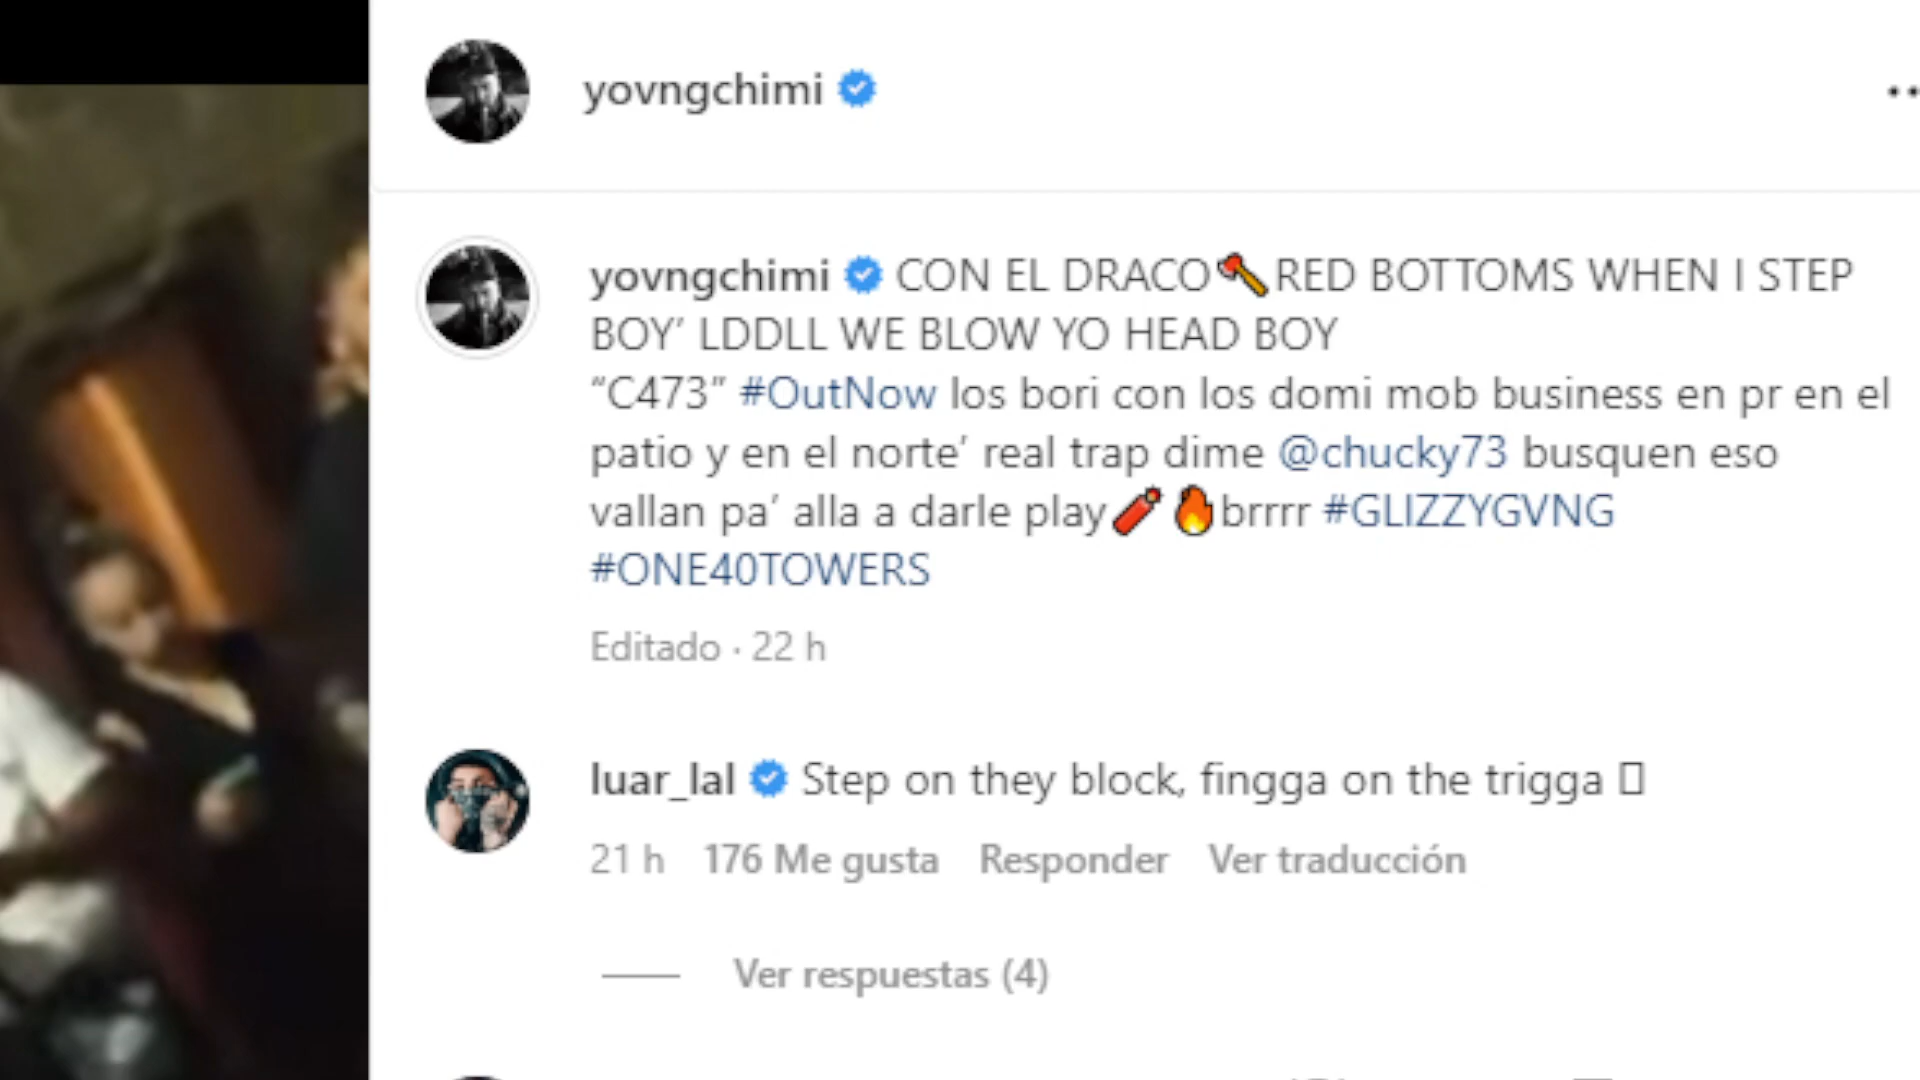 yovngchimi
yovngchimi CON EL DRACO🪓RED BOTTOMS WHEN I STEP
BOY’ LDDLL WE BLOW YO HEAD BOY
“C473” #OutNow los bori con los domi mob business en pr en el
patio y en el norte’ real trap dime @chucky73 busquen eso
vallan pa’ alla a darle play🧨🔥brrrr #GLIZZYGVNG
#ONE40TOWERS
Editado · 22 h
luar_lal Step on they block, fingga on the trigga
21 h 176 Me gusta Responder Ver traducción
Ver respuestas (4)